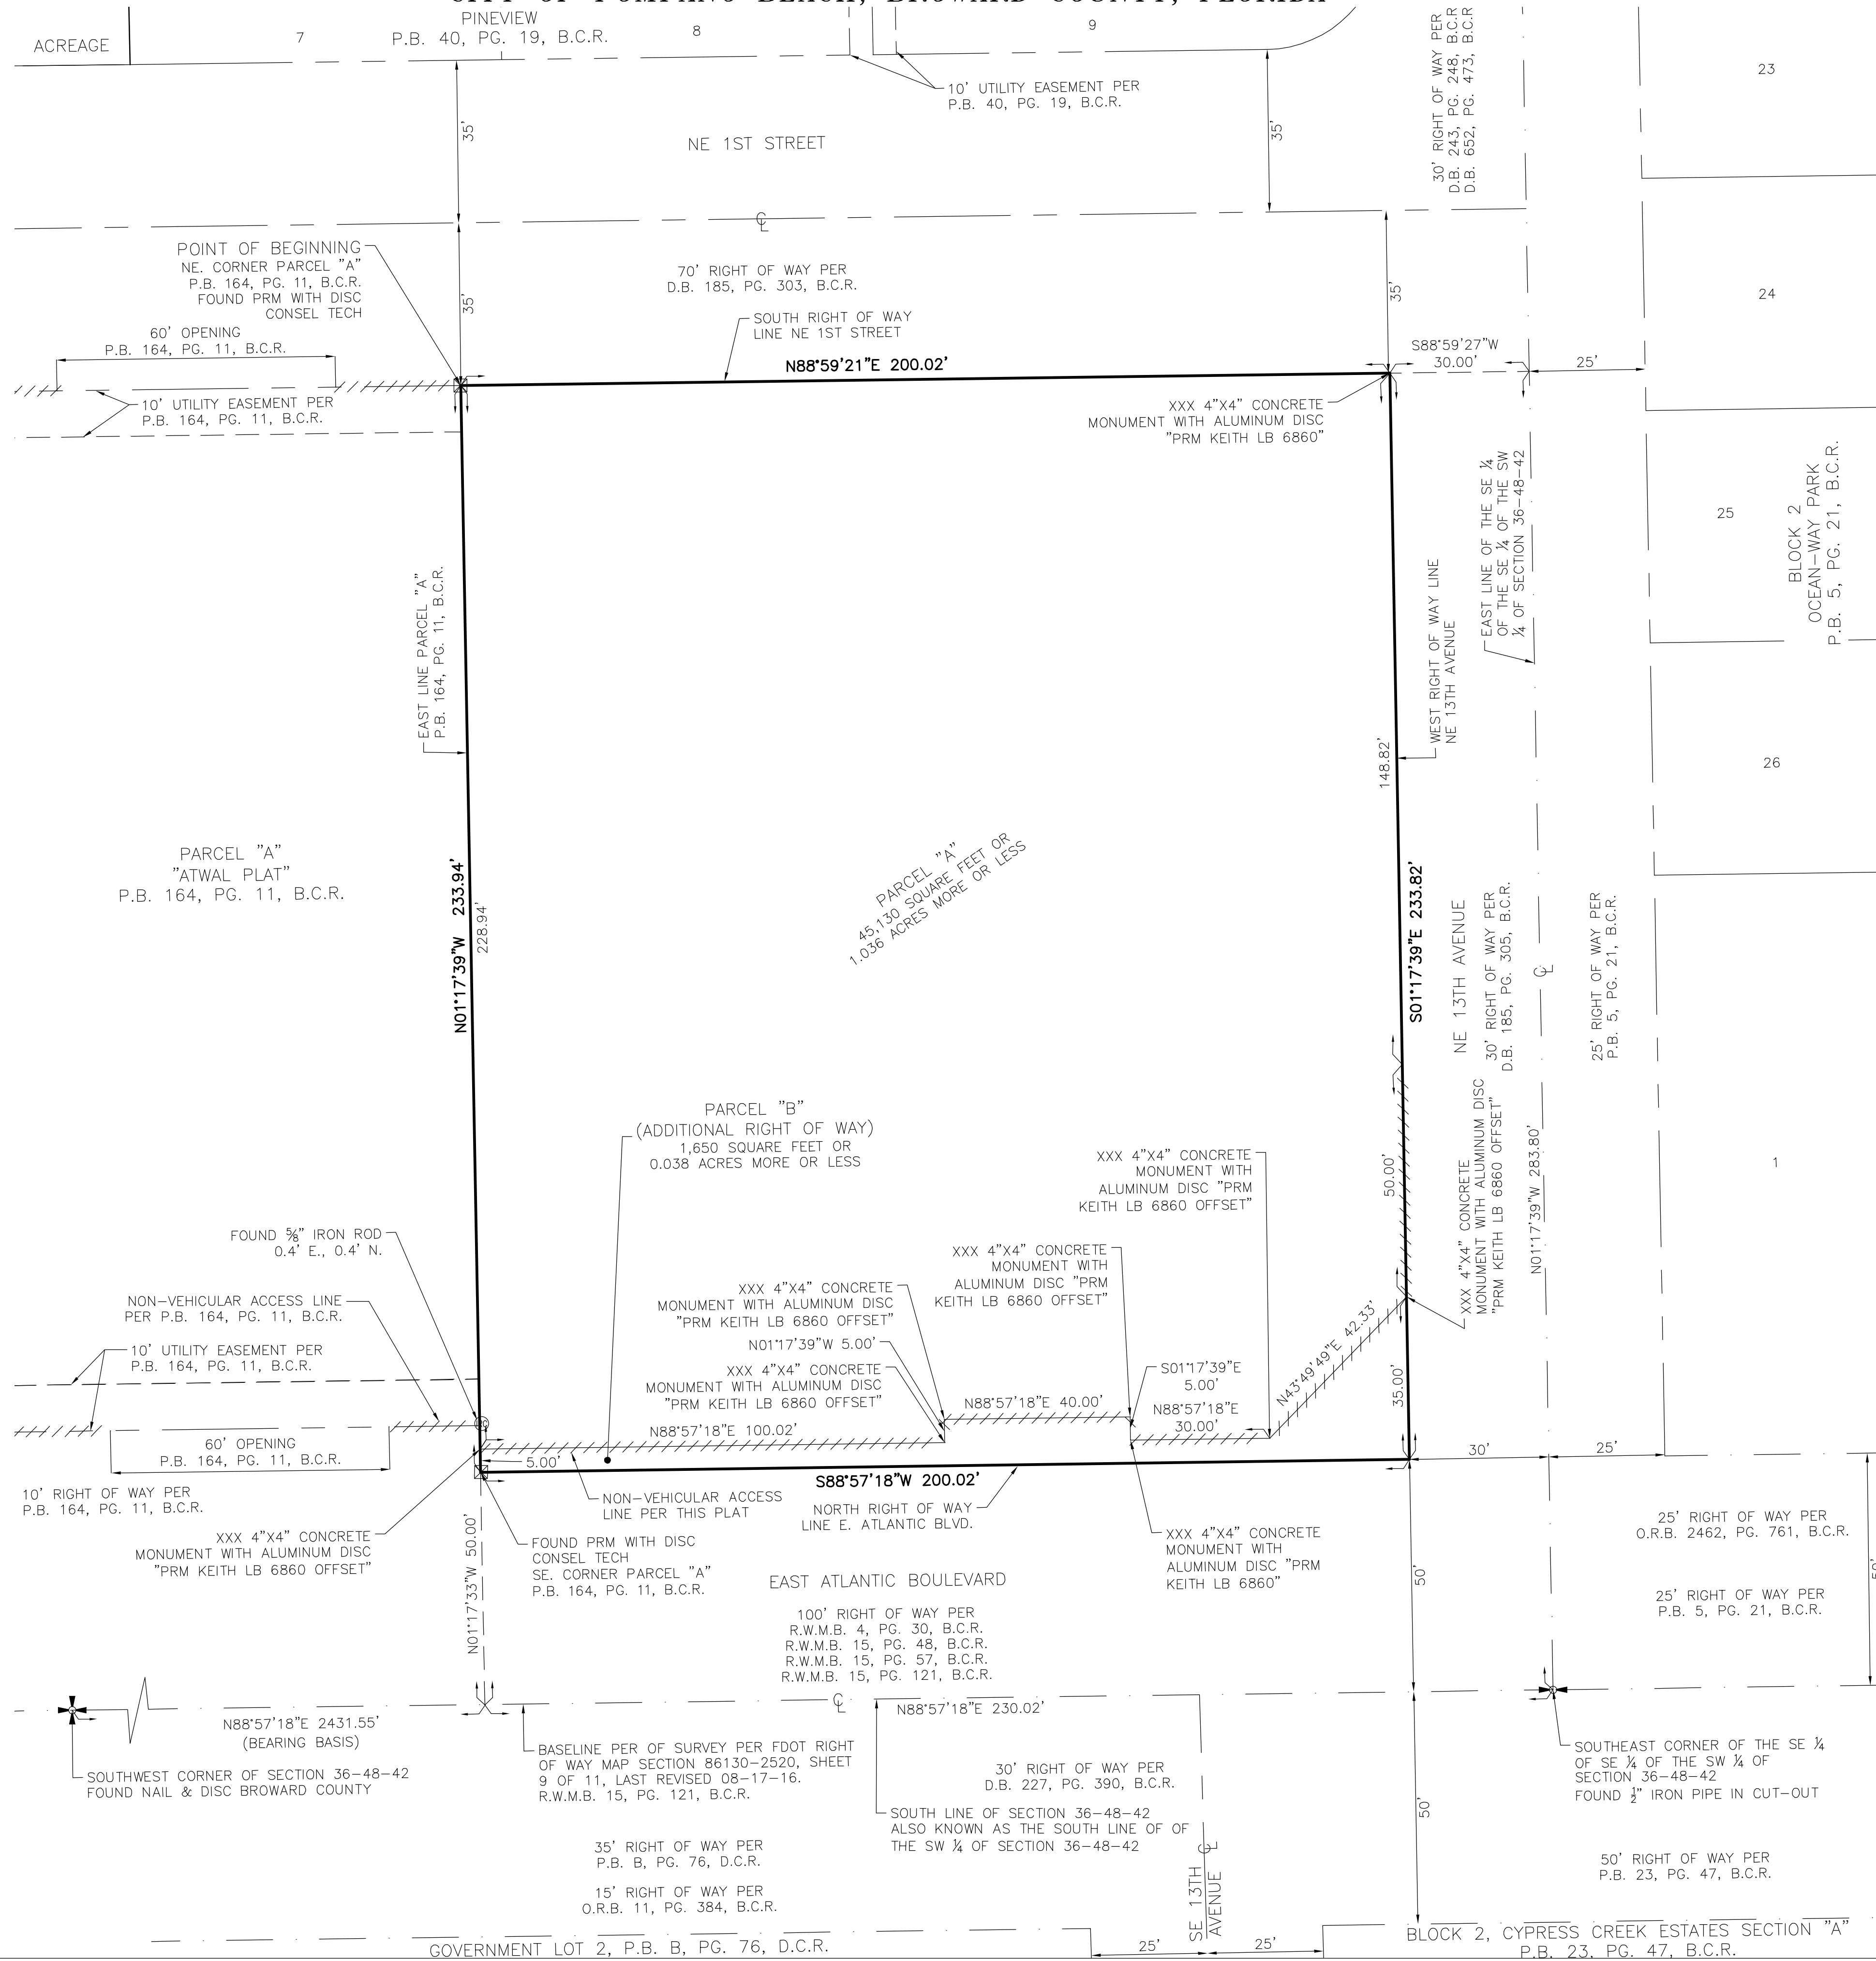 PINEVIEW
P.B. 40, PG. 19, B.C.R.
ACREAGE
7
8
9
10' UTILITY EASEMENT PER
P.B. 40, PG. 19, B.C.R.
30' RIGHT OF WAY PER
D.B. 243, PG. 248, B.C.R
D.B. 652, PG. 473, B.C.R
23
35'
NE 1ST STREET
35'
POINT OF BEGINNING
NE. CORNER PARCEL "A"
P.B. 164, PG. 11, B.C.R.
FOUND PRM WITH DISC
CONSEL TECH
35'
70' RIGHT OF WAY PER
D.B. 185, PG. 303, B.C.R.
35'
24
60' OPENING
P.B. 164, PG. 11, B.C.R.
SOUTH RIGHT OF WAY
LINE NE 1ST STREET
N88°59'21"E 200.02'
S88°59'27"W
30.00'
25'
10' UTILITY EASEMENT PER
P.B. 164, PG. 11, B.C.R.
XXX 4"X4" CONCRETE
MONUMENT WITH ALUMINUM DISC
"PRM KEITH LB 6860"
EAST LINE OF THE SE ¼
OF THE SE ¼ OF THE SW
¼ OF SECTION 36-48-42
25
BLOCK 2
OCEAN-WAY PARK
P.B. 5, PG. 21, B.C.R.
EAST LINE PARCEL "A"
P.B. 164, PG. 11, B.C.R.
WEST RIGHT OF WAY LINE
NE 13TH AVENUE
148.82'
26
PARCEL "A"
"ATWAL PLAT"
P.B. 164, PG. 11, B.C.R.
N01°17'39"W 233.94'
228.94'
PARCEL "A"
45,130 SQUARE FEET OR
1.036 ACRES MORE OR LESS
S01°17'39"E 233.82'
NE 13TH AVENUE
30' RIGHT OF WAY PER
D.B. 185, PG. 305, B.C.R.
25' RIGHT OF WAY PER
P.B. 5, PG. 21, B.C.R.
PARCEL "B"
(ADDITIONAL RIGHT OF WAY)
1,650 SQUARE FEET OR
0.038 ACRES MORE OR LESS
XXX 4"X4" CONCRETE
MONUMENT WITH
ALUMINUM DISC "PRM
KEITH LB 6860 OFFSET"
50.00'
XXX 4"X4" CONCRETE
MONUMENT WITH ALUMINUM DISC
"PRM KEITH LB 6860 OFFSET"
N01°17'39"W 283.80'
1
FOUND ⅝" IRON ROD
0.4' E., 0.4' N.
NON-VEHICULAR ACCESS LINE
PER P.B. 164, PG. 11, B.C.R.
10' UTILITY EASEMENT PER
P.B. 164, PG. 11, B.C.R.
XXX 4"X4" CONCRETE
MONUMENT WITH
ALUMINUM DISC "PRM
KEITH LB 6860 OFFSET"
XXX 4"X4" CONCRETE
MONUMENT WITH ALUMINUM DISC
"PRM KEITH LB 6860 OFFSET"
N01°17'39"W 5.00'
XXX 4"X4" CONCRETE
MONUMENT WITH ALUMINUM DISC
"PRM KEITH LB 6860 OFFSET"
S01°17'39"E
5.00'
N43°49'49"E 42.33'
35.00'
N88°57'18"E 40.00'
N88°57'18"E
30.00'
N88°57'18"E 100.02'
60' OPENING
P.B. 164, PG. 11, B.C.R.
5.00'
30'
25'
S88°57'18"W 200.02'
10' RIGHT OF WAY PER
P.B. 164, PG. 11, B.C.R.
NON-VEHICULAR ACCESS
LINE PER THIS PLAT
NORTH RIGHT OF WAY
LINE E. ATLANTIC BLVD.
XXX 4"X4" CONCRETE
MONUMENT WITH ALUMINUM DISC
"PRM KEITH LB 6860 OFFSET"
FOUND PRM WITH DISC
CONSEL TECH
SE. CORNER PARCEL "A"
P.B. 164, PG. 11, B.C.R.
XXX 4"X4" CONCRETE
MONUMENT WITH
ALUMINUM DISC "PRM
KEITH LB 6860"
25' RIGHT OF WAY PER
O.R.B. 2462, PG. 761, B.C.R.
N01°17'33"W 50.00'
EAST ATLANTIC BOULEVARD
50'
50'
25' RIGHT OF WAY PER
P.B. 5, PG. 21, B.C.R.
100' RIGHT OF WAY PER
R.W.M.B. 4, PG. 30, B.C.R.
R.W.M.B. 15, PG. 48, B.C.R.
R.W.M.B. 15, PG. 57, B.C.R.
R.W.M.B. 15, PG. 121, B.C.R.
N88°57'18"E 2431.55'
(BEARING BASIS)
N88°57'18"E 230.02'
SOUTHWEST CORNER OF SECTION 36-48-42
FOUND NAIL & DISC BROWARD COUNTY
BASELINE PER OF SURVEY PER FDOT RIGHT
OF WAY MAP SECTION 86130-2520, SHEET
9 OF 11, LAST REVISED 08-17-16.
R.W.M.B. 15, PG. 121, B.C.R.
30' RIGHT OF WAY PER
D.B. 227, PG. 390, B.C.R.
SOUTH LINE OF SECTION 36-48-42
ALSO KNOWN AS THE SOUTH LINE OF OF
THE SW ¼ OF SECTION 36-48-42
50'
SOUTHEAST CORNER OF THE SE ¼
OF SE ¼ OF THE SW ¼ OF
SECTION 36-48-42
FOUND ½" IRON PIPE IN CUT-OUT
35' RIGHT OF WAY PER
P.B. B, PG. 76, D.C.R.
15' RIGHT OF WAY PER
O.R.B. 11, PG. 384, B.C.R.
SE 13TH
AVENUE
50' RIGHT OF WAY PER
P.B. 23, PG. 47, B.C.R.
GOVERNMENT LOT 2, P.B. B, PG. 76, D.C.R.
25'
25'
BLOCK 2, CYPRESS CREEK ESTATES SECTION "A"
P.B. 23, PG. 47, B.C.R.